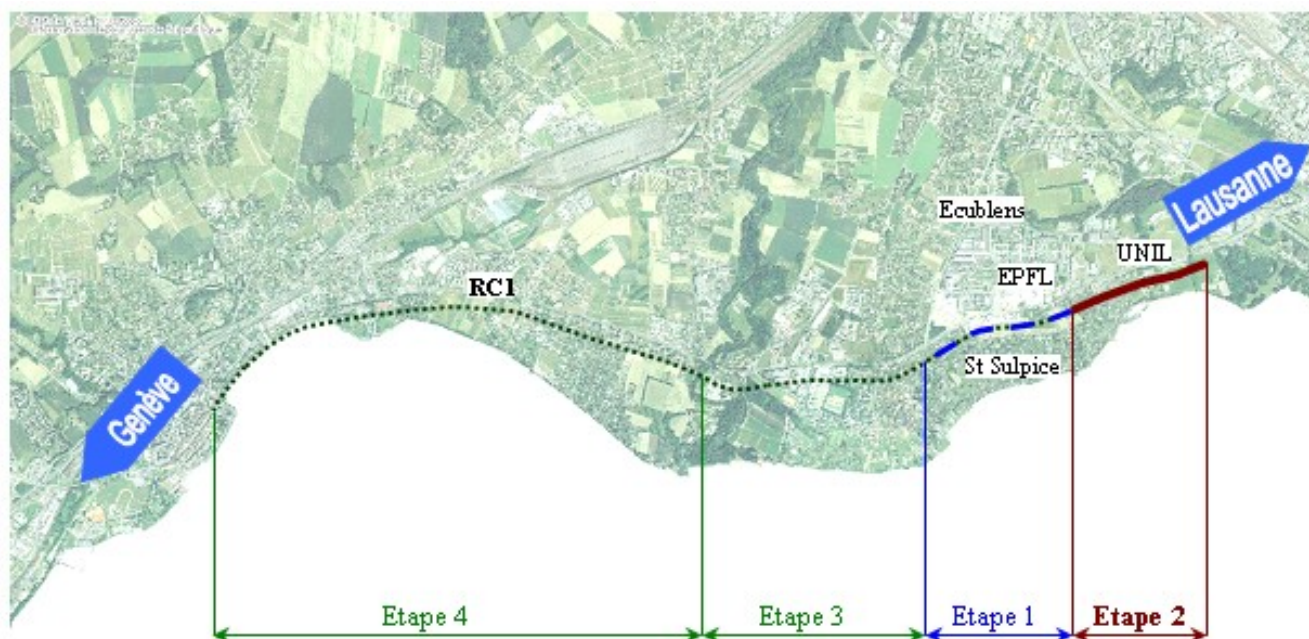 Lausanne
Ecublens
UNIL
EPFL
RC1
St Sulpice
Genève
Etape 4
Etape 3
Etape 1
Etape 2